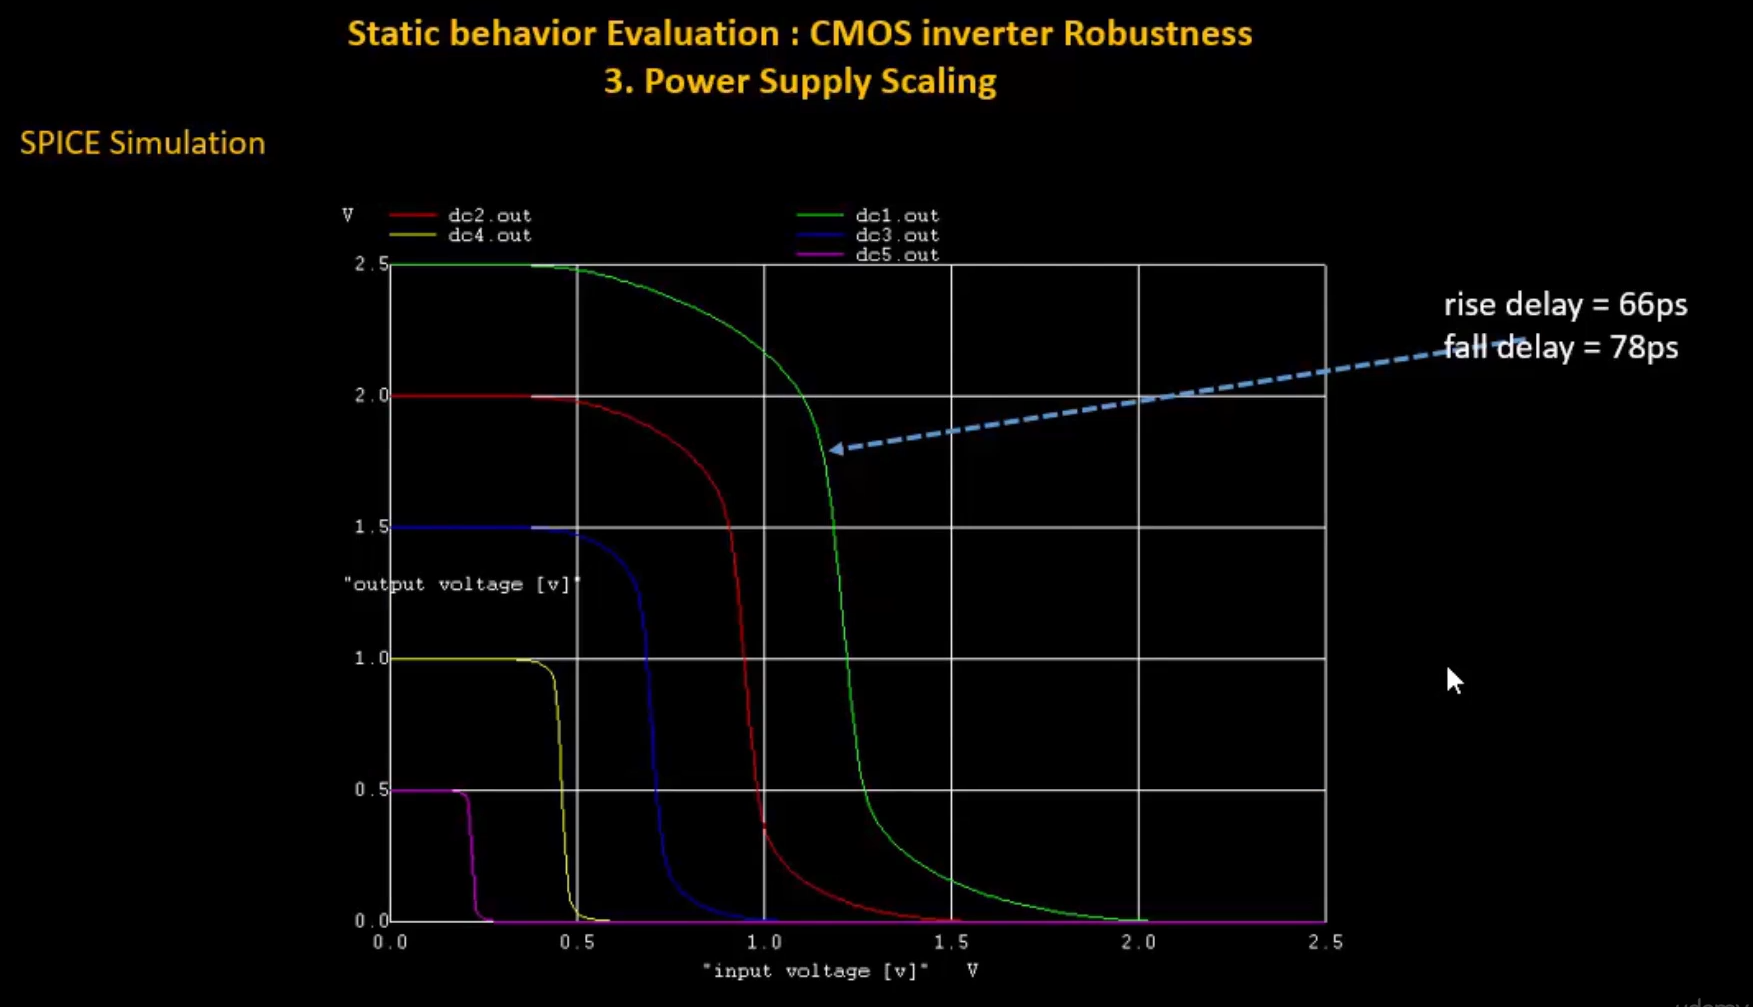 Static behavior Evaluation : CMOS inverter Robustness
3. Power Supply Scaling
SPICE Simulation
V dc2.out dc1.out
dc4.out dc3.out
dc5.out
rise delay = 66ps
fall delay = 78ps
2.5
2.0
1.5
"output voltage [v]"
1.0
0.5
0.0
0.0 0.5 1.0 1.5 2.0 2.5
"input voltage [v]" V